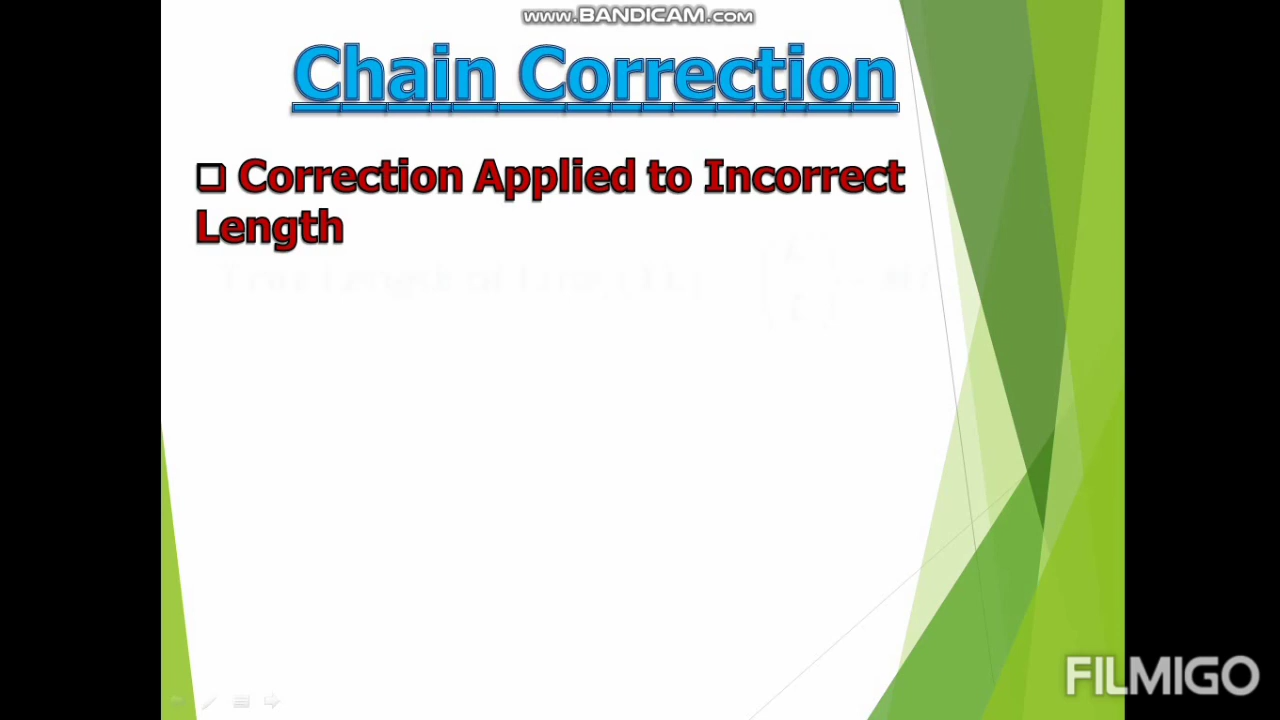 www.BANDICAM.com
Chain Correction
Correction Applied to Incorrect
Length
FILMIGO